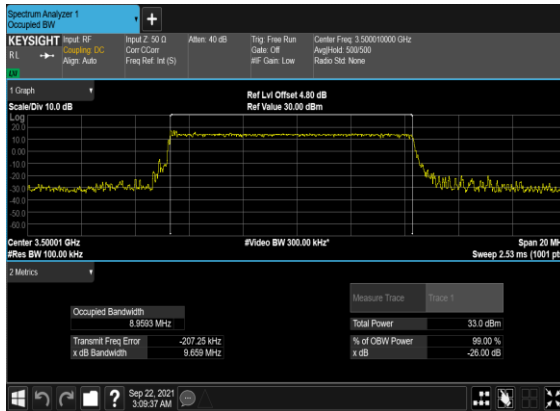 Spectrum Analyzer 1
Occupied BW
KEYSIGHT
RL
Input: RF
Coupling: DC
Align: Auto
Input Z: 50 Ω
Corr CCorr
Freq Ref: Int (S)
Atten: 40 dB
Trig: Free Run
Gate: Off
#IF Gain: Low
Center Freq: 3.500010000 GHz
Avg|Hold: 500/500
Radio Std: None
1 Graph
Scale/Div 10.0 dB
Ref Lvl Offset 4.80 dB
Ref Value 30.00 dBm
Log
20.0
10.0
0.00
-10.0
-20.0
-30.0
-40.0
-50.0
-60.0
Center 3.50001 GHz
#Res BW 100.00 kHz
#Video BW 300.00 kHz*
Span 20 MH
Sweep 2.53 ms (1001 pt
2 Metrics
Measure Trace
Trace 1
Occupied Bandwidth
8.9593 MHz
Transmit Freq Error
-207.25 kHz
x dB Bandwidth
9.659 MHz
Total Power
33.0 dBm
% of OBW Power
99.00 %
x dB
-26.00 dB
Sep 22, 2021
3:09:37 AM